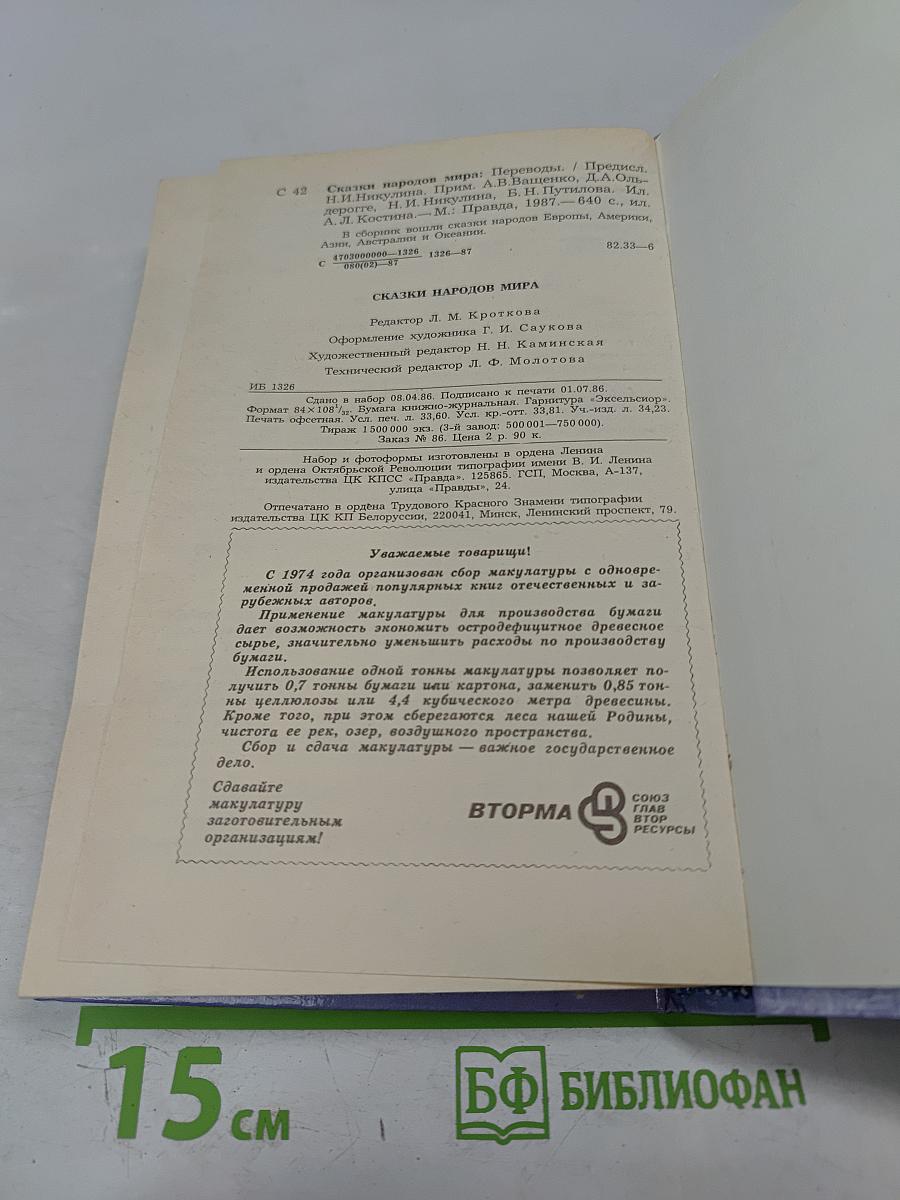 С 42 Сказки народов мира: Переводы. / Предисл.
Н.И.Никулина. Прим. А.В.Ващенко, Д.А.Оль-
дерогге, Н.И.Никулина, Б.Н.Путилова. Ил.
А.Л.Костина.— М.: Правда, 1987.— 640 с., ил.
В сборник вошли сказки народов Европы, Америки,
Азии, Австралии и Океании.
С 4703000000—1326 / 080(02)—87 1326—87 82.33—6
СКАЗКИ НАРОДОВ МИРА
Редактор Л. М. Кроткова
Оформление художника Г. И. Саукова
Художественный редактор Н. Н. Каминская
Технический редактор Л. Ф. Молотова
ИБ 1326
Сдано в набор 08.04.86. Подписано к печати 01.07.86.
Формат 84×108¹/₃₂. Бумага книжно-журнальная. Гарнитура «Эксельсиор».
Печать офсетная. Усл. печ. л. 33,60. Усл. кр.-отт. 33,81. Уч.-изд. л. 34,23.
Тираж 1 500 000 экз. (3-й завод: 500 001—750 000).
Заказ № 86. Цена 2 р. 90 к.
Набор и фотоформы изготовлены в ордена Ленина
и ордена Октябрьской Революции типографии имени В. И. Ленина
издательства ЦК КПСС «Правда». 125865. ГСП, Москва, А-137,
улица «Правды», 24.
Отпечатано в ордена Трудового Красного Знамени типографии
издательства ЦК КП Белоруссии, 220041, Минск, Ленинский проспект, 79.
Уважаемые товарищи!
С 1974 года организован сбор макулатуры с одновре-
менной продажей популярных книг отечественных и за-
рубежных авторов.
Применение макулатуры для производства бумаги
дает возможность экономить остродефицитное древесное
сырье, значительно уменьшить расходы по производству
бумаги.
Использование одной тонны макулатуры позволяет по-
лучить 0,7 тонны бумаги или картона, заменить 0,85 тон-
ны целлюлозы или 4,4 кубического метра древесины.
Кроме того, при этом сберегаются леса нашей Родины,
чистота ее рек, озер, воздушного пространства.
Сбор и сдача макулатуры — важное государственное
дело.
Сдавайте
макулатуру
заготовительным
организациям!
ВТОРМА
СОЮЗ
ГЛАВ
ВТОР
РЕСУРСЫ
15 см
БФ БИБЛИОФАН